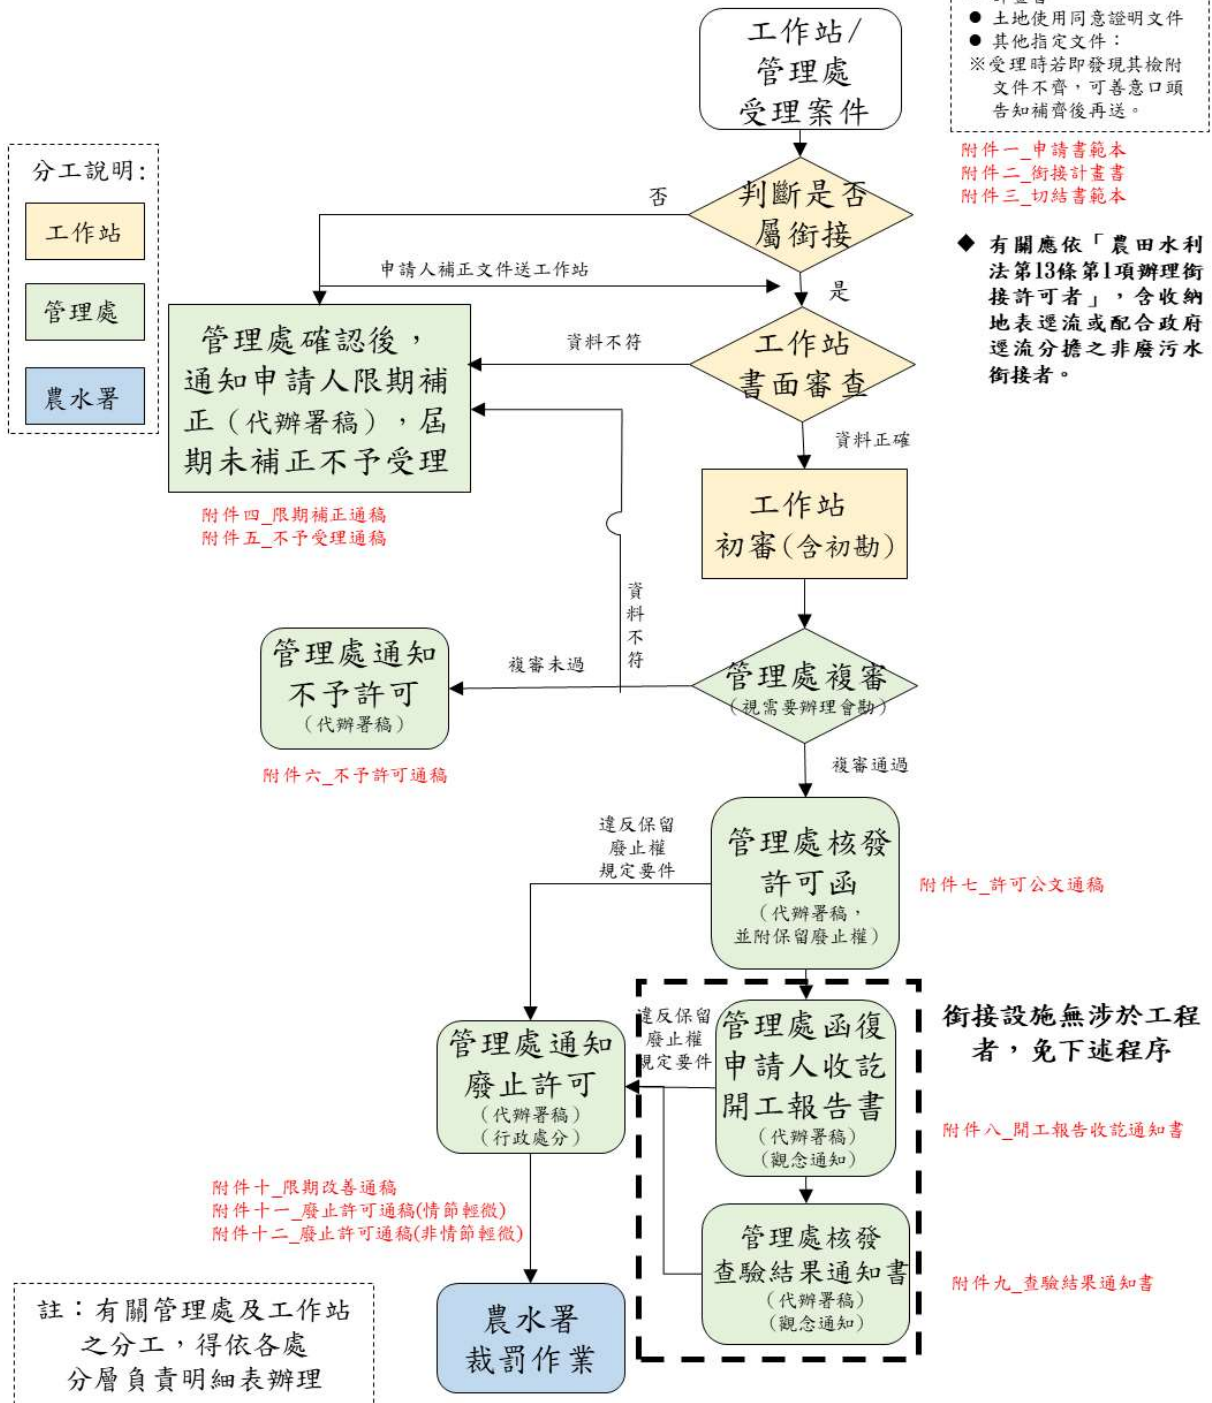 ● 土地使用同意證明文件
● 其他指定文件：
※受理時若即發現其檢附
文件不齊，可善意口頭
告知補齊後再送。
附件一_申請書範本
附件二_銜接計畫書
附件三_切結書範本
◆ 有關應依「農田水利
法第13條第1項辦理銜
接許可者」，含收納
地表逕流或配合政府
逕流分擔之非廢污水
銜接者。
分工說明:
工作站
管理處
農水署
工作站/
管理處
受理案件
判斷是否
屬銜接
否
是
申請人補正文件送工作站
工作站
書面審查
資料不符
資料正確
管理處確認後，
通知申請人限期補
正（代辦署稿），屆
期未補正不予受理
附件四_限期補正通稿
附件五_不予受理通稿
工作站
初審(含初勘)
資
料
不
符
管理處複審
（視需要辦理會勘）
複審未過
複審通過
管理處通知
不予許可
（代辦署稿）
附件六_不予許可通稿
管理處核發
許可函
（代辦署稿，
並附保留廢止權）
附件七_許可公文通稿
違反保留
廢止權
規定要件
管理處通知
廢止許可
（代辦署稿）
（行政處分）
違反保留
廢止權
規定要件
管理處函復
申請人收訖
開工報告書
（代辦署稿）
（觀念通知）
銜接設施無涉於工程
者，免下述程序
附件八_開工報告收訖通知書
附件十_限期改善通稿
附件十一_廢止許可通稿(情節輕微)
附件十二_廢止許可通稿(非情節輕微)
管理處核發
查驗結果通知書
（代辦署稿）
（觀念通知）
附件九_查驗結果通知書
農水署
裁罰作業
註：有關管理處及工作站
之分工，得依各處
分層負責明細表辦理